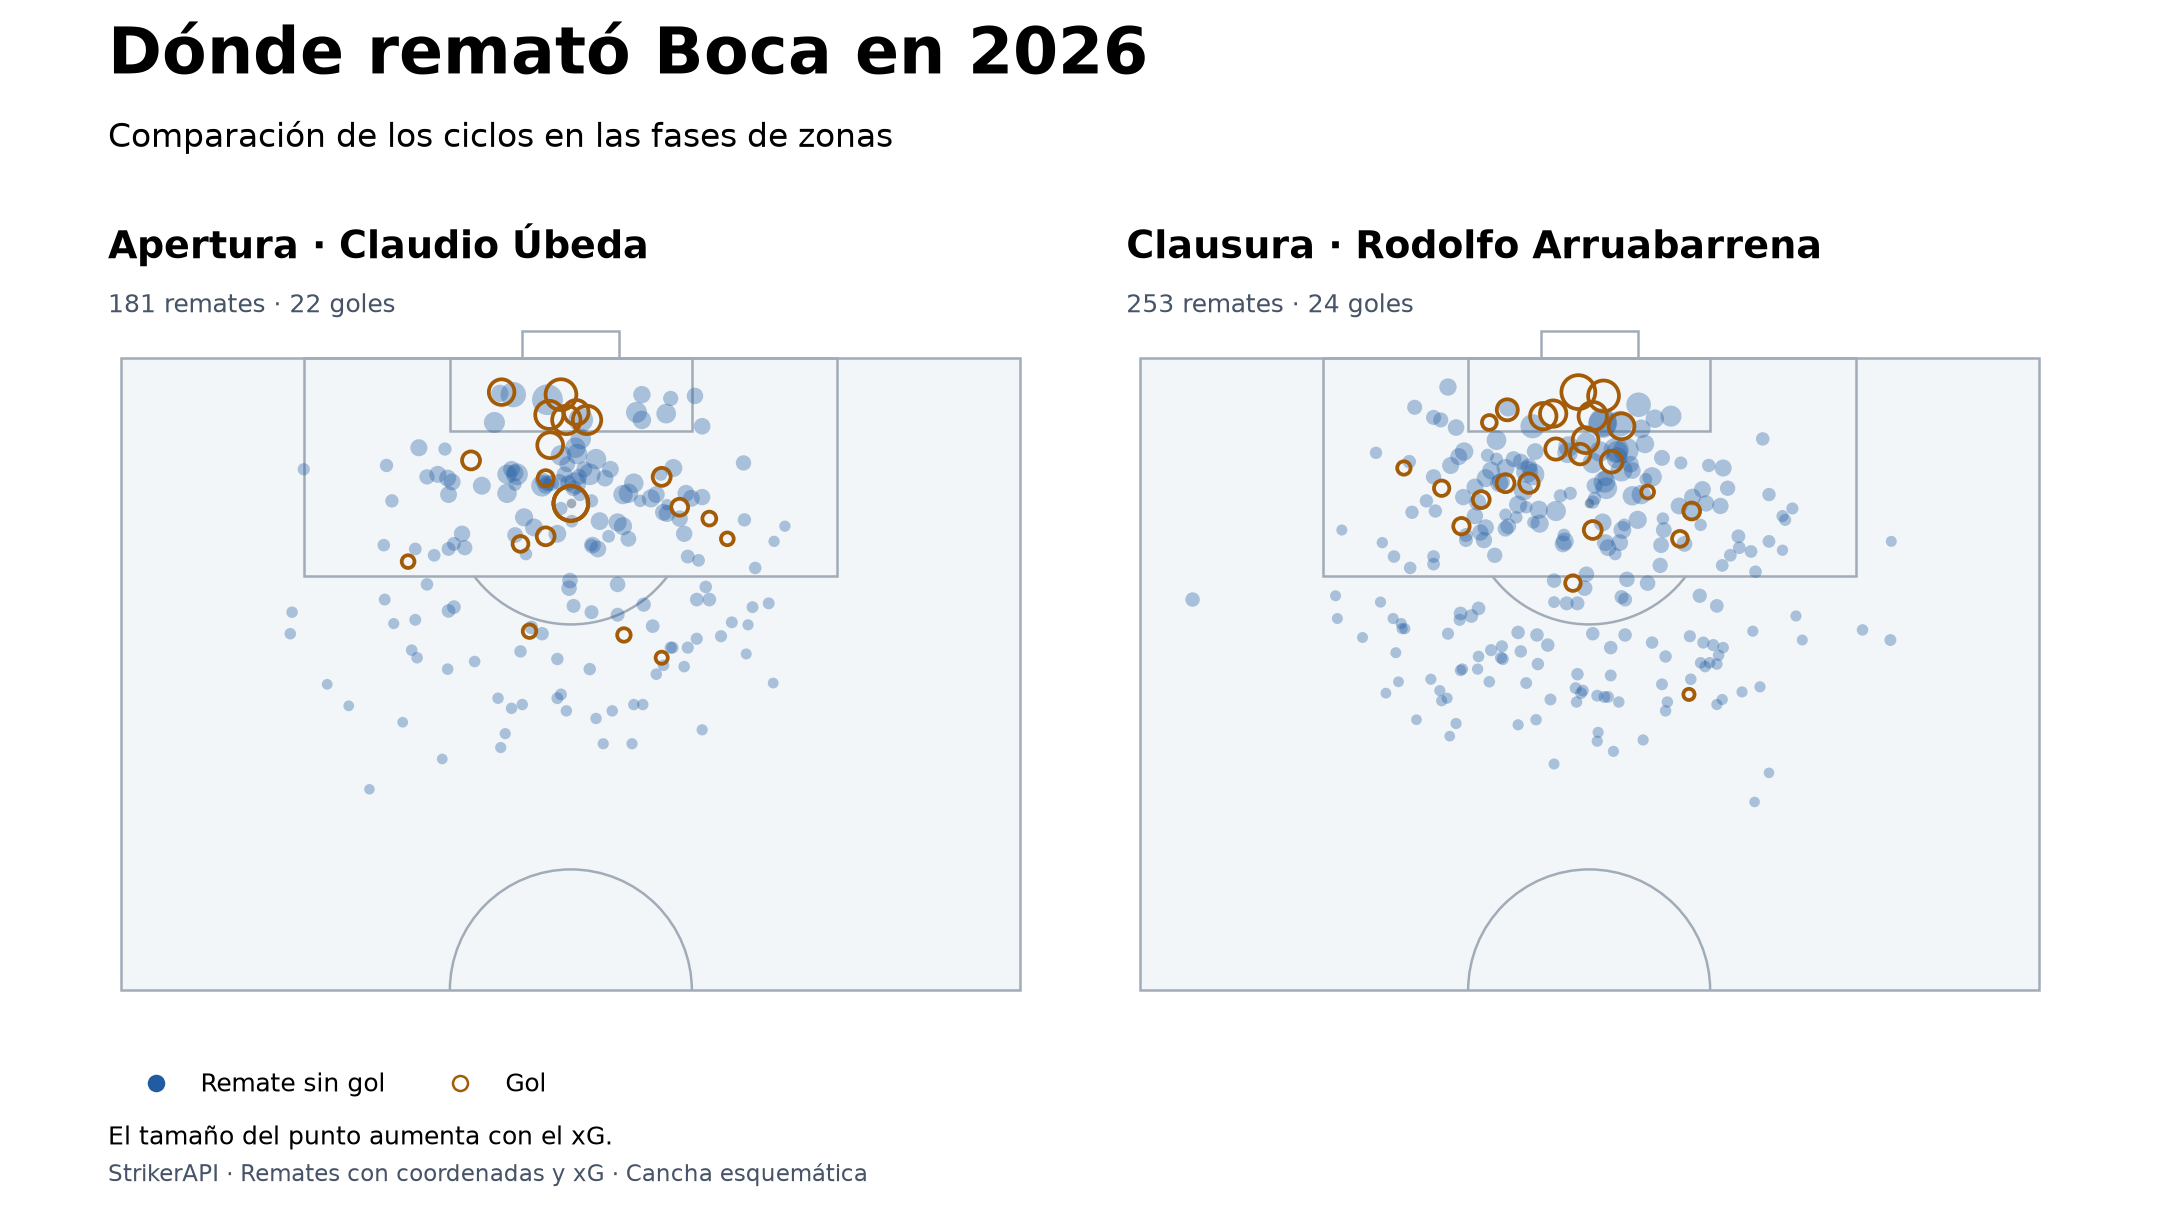 Dónde remató Boca en 2026
Comparación de los ciclos en las fases de zonas
Apertura · Claudio Úbeda
181 remates · 22 goles
Clausura · Rodolfo Arruabarrena
253 remates · 24 goles
Remate sin gol
Gol
El tamaño del punto aumenta con el xG.
StrikerAPI · Remates con coordenadas y xG · Cancha esquemática